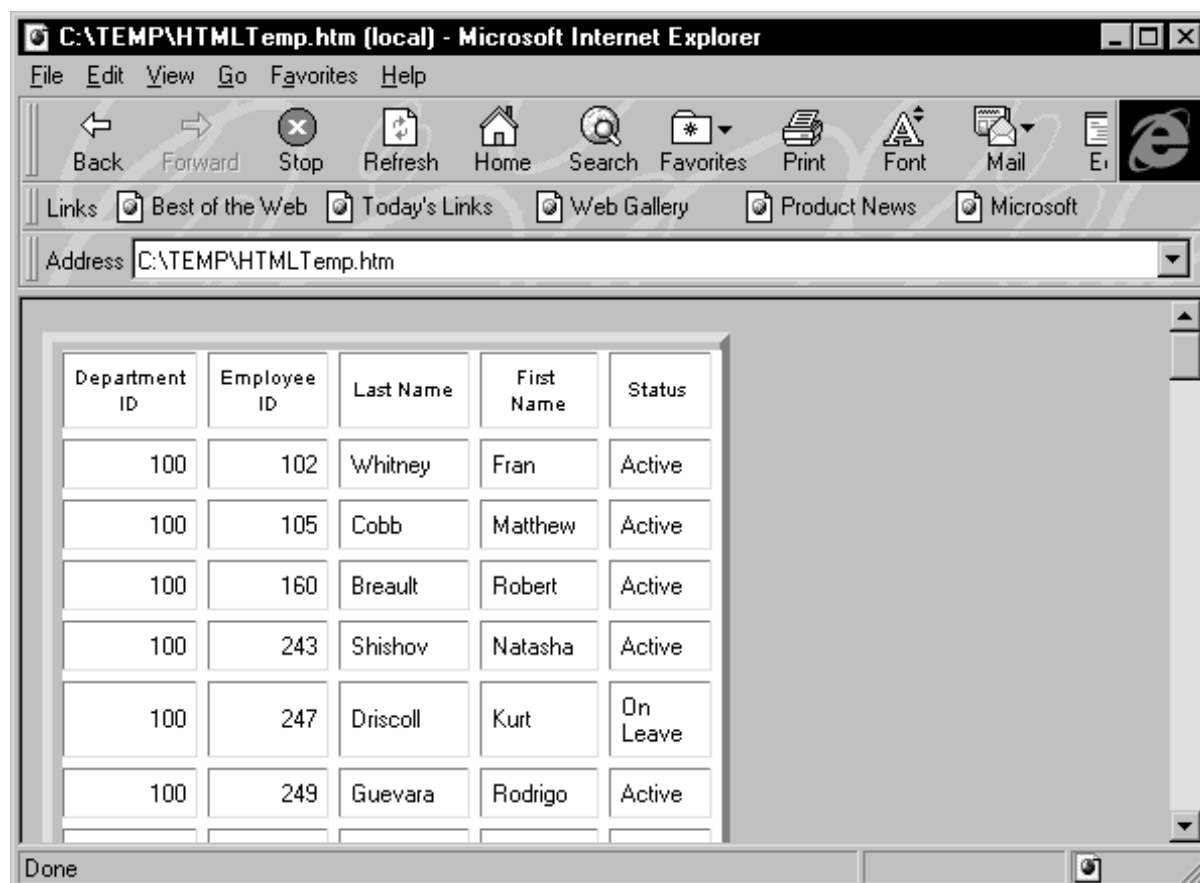 C:\TEMP\HTMLTemp.htm (local) - Microsoft Internet Explorer
File Edit View Go Favorites Help
Back Forward Stop Refresh Home Search Favorites Print Font Mail
Links Best of the Web Today's Links Web Gallery Product News Microsoft
Address C:\TEMP\HTMLTemp.htm
Department ID Employee ID Last Name First Name Status
100 102 Whitney Fran Active
100 105 Cobb Matthew Active
100 160 Breault Robert Active
100 243 Shishov Natasha Active
100 247 Driscoll Kurt On Leave
100 249 Guevara Rodrigo Active
Done